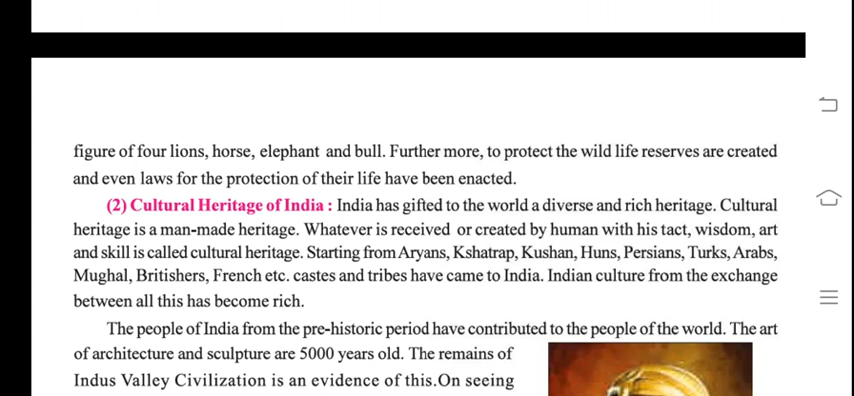 figure of four lions, horse, elephant and bull. Further more, to protect the wild life reserves are created
and even laws for the protection of their life have been enacted.
(2) Cultural Heritage of India : India has gifted to the world a diverse and rich heritage. Cultural
heritage is a man-made heritage. Whatever is received or created by human with his tact, wisdom, art
and skill is called cultural heritage. Starting from Aryans, Kshatrap, Kushan, Huns, Persians, Turks, Arabs,
Mughal, Britishers, French etc. castes and tribes have come to India. Indian culture from the exchange
between all this has become rich.
The people of India from the pre-historic period have contributed to the people of the world. The art
of architecture and sculpture are 5000 years old. The remains of
Indus Valley Civilization is an evidence of this.On seeing